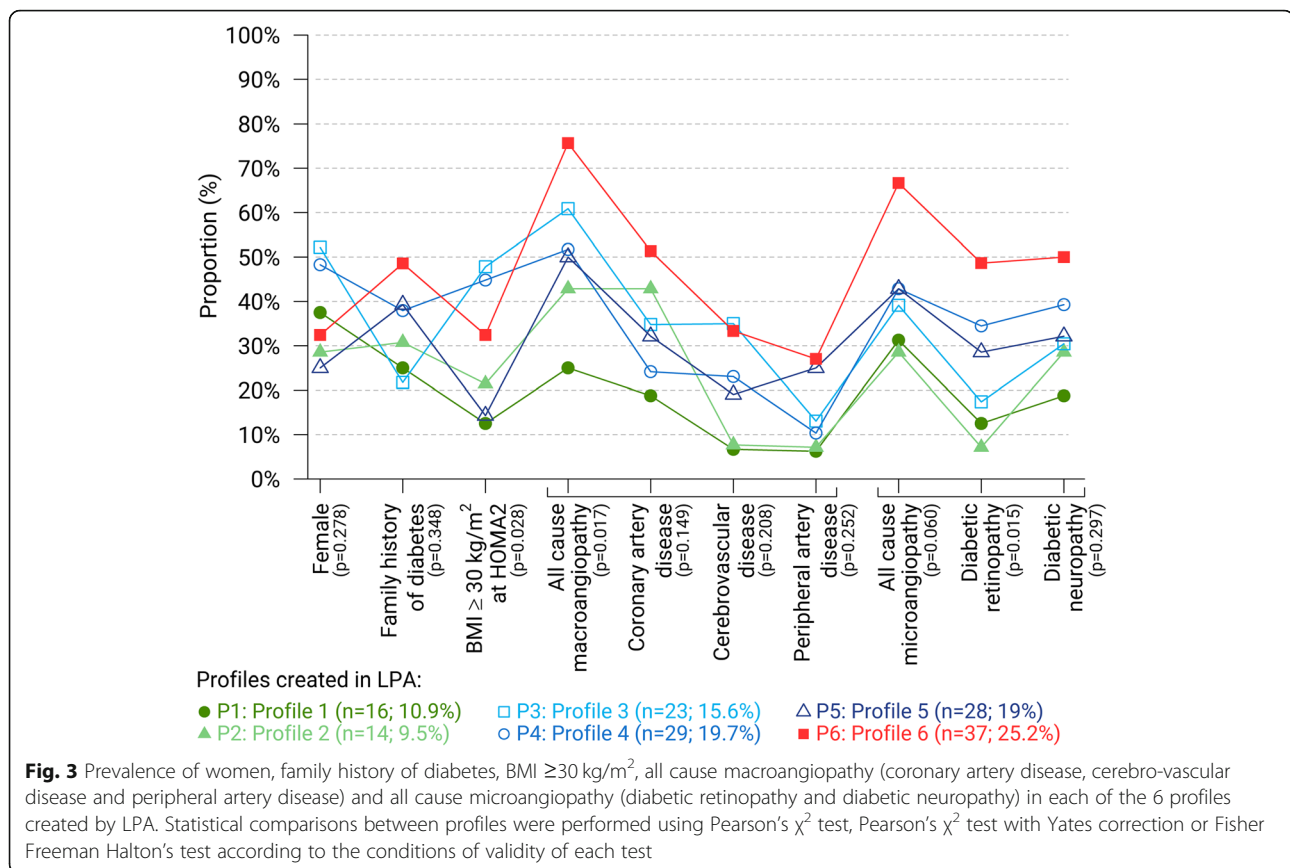 100%
90%
80%
70%
60%
50%
40%
30%
20%
10%
0%
Proportion (%)
Female
(p=0.278)
Family history
of diabetes
(p=0.348)
BMI ≥ 30 kg/m²
at HOMA2
(p=0.028)
All cause
macroangiopathy
(p=0.017)
Coronary artery
disease
(p=0.149)
Cerebrovascular
disease
(p=0.208)
Peripheral artery
disease
(p=0.252)
All cause
microangiopathy
(p=0.060)
Diabetic
retinopathy
(p=0.015)
Diabetic
neuropathy
(p=0.297)
Profiles created in LPA:
P1: Profile 1 (n=16; 10.9%)
P2: Profile 2 (n=14; 9.5%)
P3: Profile 3 (n=23; 15.6%)
P4: Profile 4 (n=29; 19.7%)
P5: Profile 5 (n=28; 19%)
P6: Profile 6 (n=37; 25.2%)
Fig. 3 Prevalence of women, family history of diabetes, BMI ≥30 kg/m², all cause macroangiopathy (coronary artery disease, cerebro-vascular
disease and peripheral artery disease) and all cause microangiopathy (diabetic retinopathy and diabetic neuropathy) in each of the 6 profiles
created by LPA. Statistical comparisons between profiles were performed using Pearson's χ² test, Pearson's χ² test with Yates correction or Fisher
Freeman Halton's test according to the conditions of validity of each test